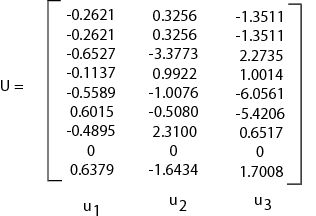 -0.2621 0.3256 -1.3511
-0.2621 0.3256 -1.3511
-0.6527 -3.3773 2.2735
-0.1137 0.9922 1.0014
U = -0.5589 -1.0076 -6.0561
0.6015 -0.5080 -5.4206
-0.4895 2.3100 0.6517
0 0 0
0.6379 -1.6434 1.7008
u1 u2 u3